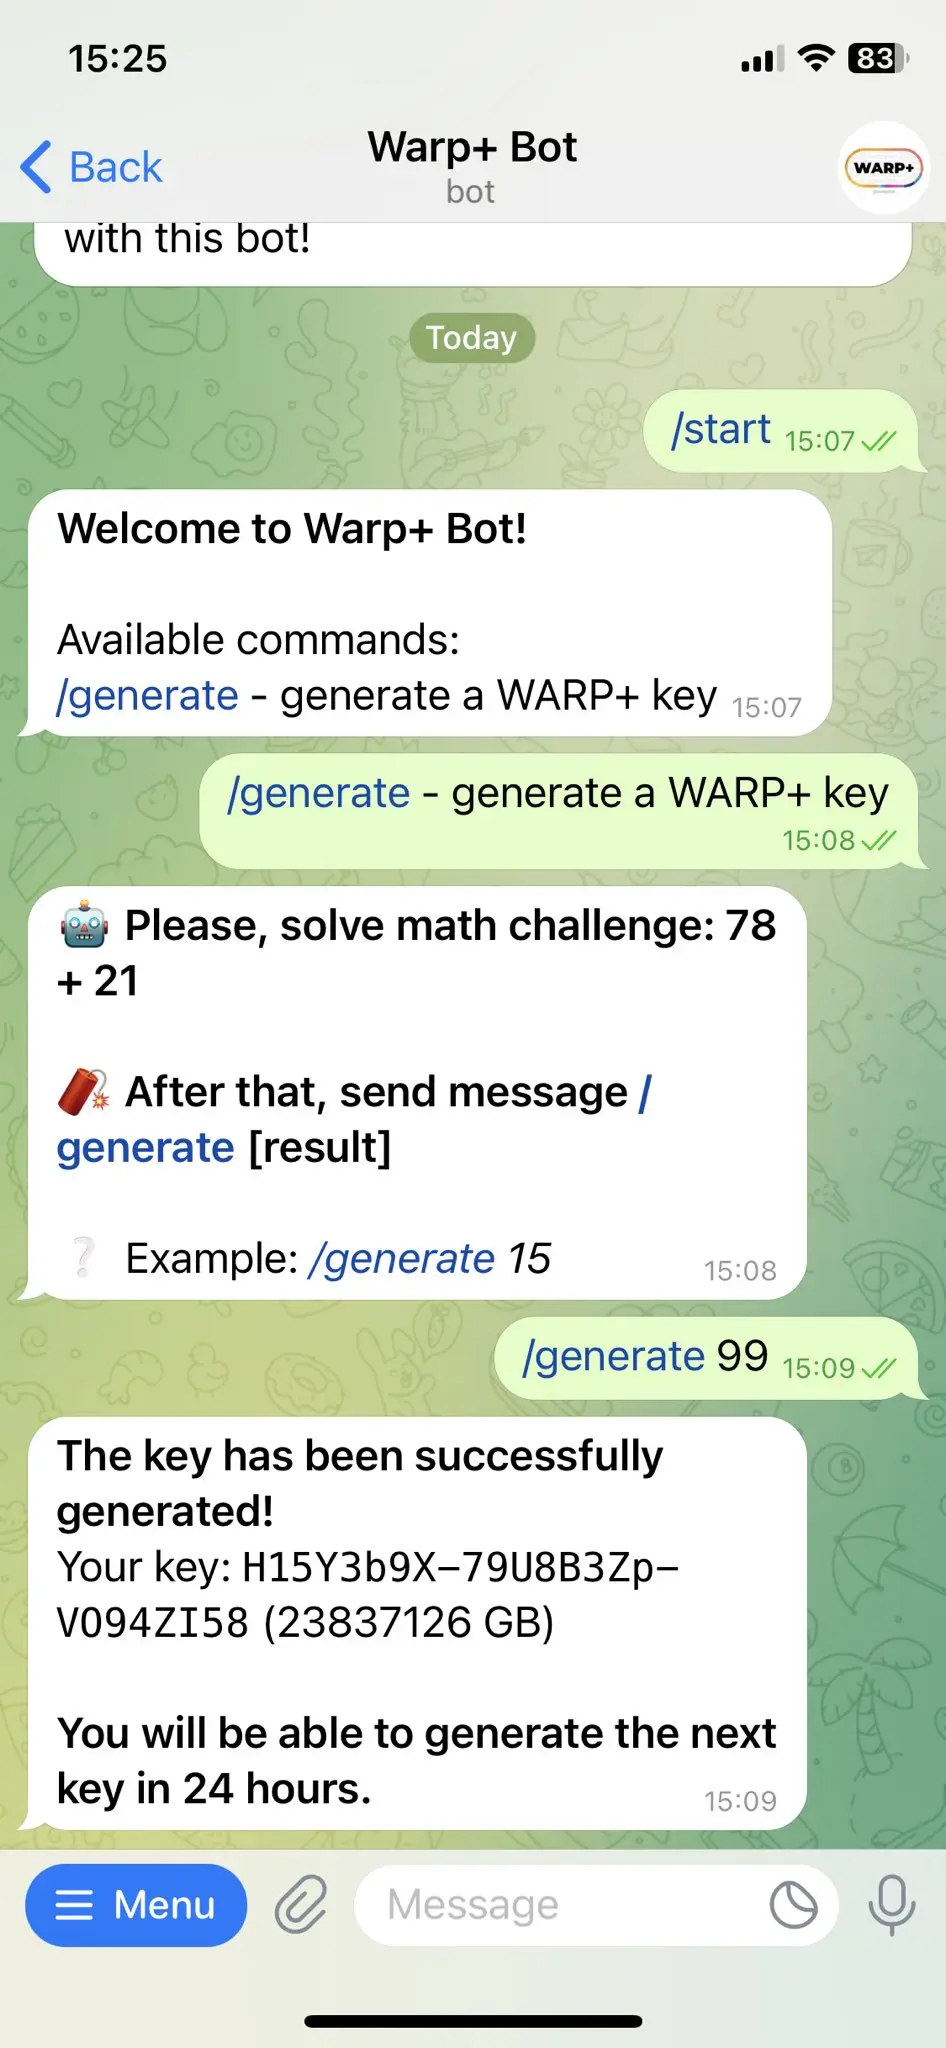 15:25
83
Back
Warp+ Bot
bot
WARP+
with this bot!
Today
/start 15:07
Welcome to Warp+ Bot!
Available commands:
/generate - generate a WARP+ key 15:07
/generate - generate a WARP+ key
15:08
Please, solve math challenge: 78
+ 21
After that, send message /
generate [result]
Example: /generate 15 15:08
/generate 99 15:09
The key has been successfully
generated!
Your key: H15Y3b9X-79U8B3Zp-
VO94ZI58 (23837126 GB)
You will be able to generate the next
key in 24 hours. 15:09
Menu
Message